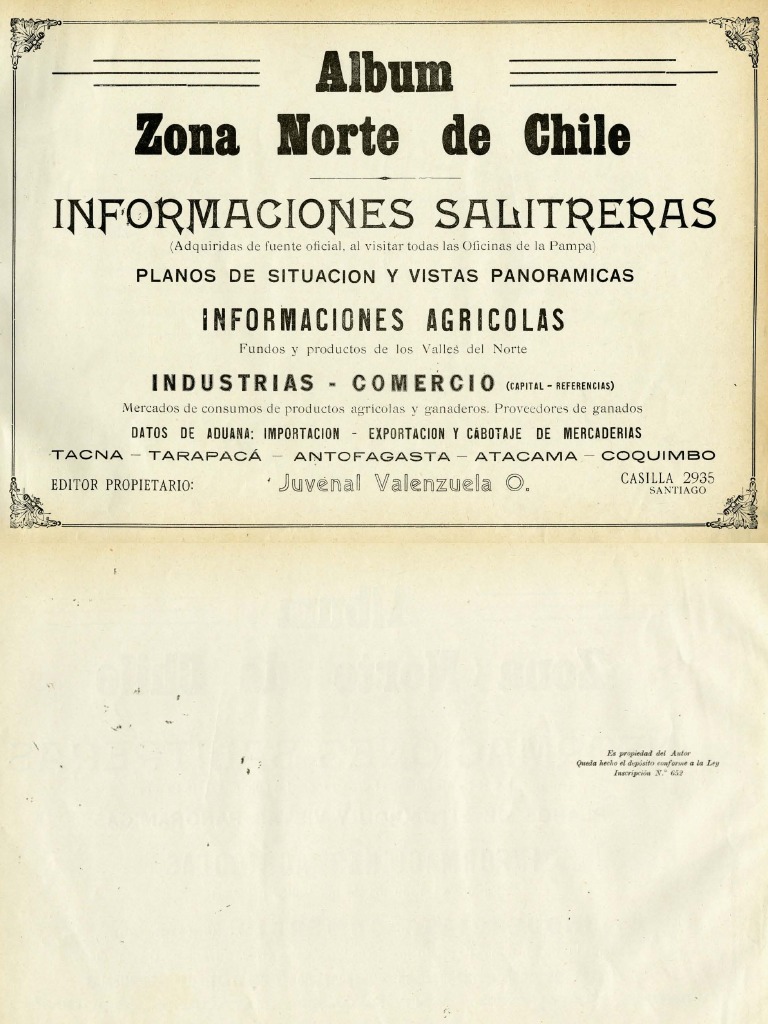 Album
Zona Norte de Chile
INFORMACIONES SALITRERAS
(Adquiridas de fuente oficial, al visitar todas las Oficinas de la Pampa)
PLANOS DE SITUACION Y VISTAS PANORAMICAS
INFORMACIONES AGRICOLAS
Fundos y productos de los Valles del Norte
INDUSTRIAS - COMERCIO (CAPITAL - REFERENCIAS)
Mercados de consumos de productos agrícolas y ganaderos. Proveedores de ganados
DATOS DE ADUANA: IMPORTACION - EXPORTACION Y CABOTAJE DE MERCADERIAS
TACNA - TARAPACÁ - ANTOFAGASTA - ATACAMA - COQUIMBO
EDITOR PROPIETARIO: Juvenal Valenzuela O. CASILLA 2935
SANTIAGO
Es propiedad del Autor
Queda hecho el depósito conforme a la Ley
Inscripción N.° 652